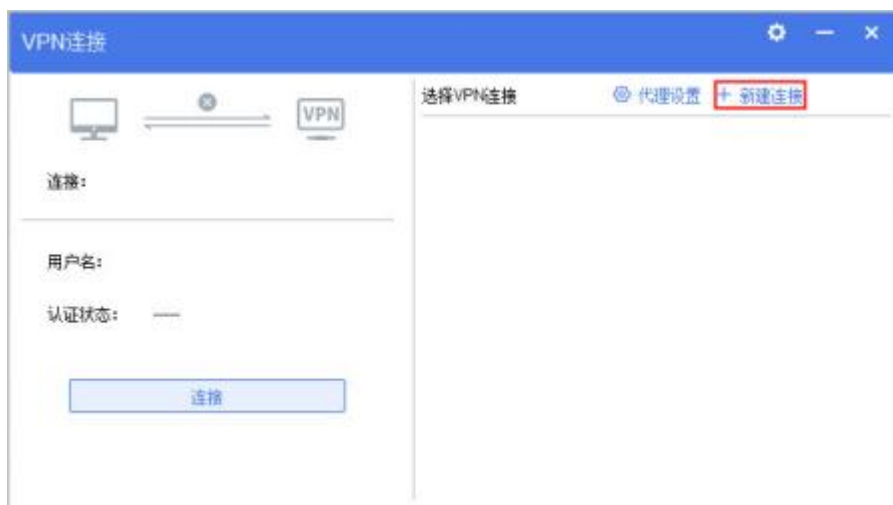 VPN连接
选择VPN连接 代理设置 + 新建连接
VPN
连接：
用户名：
认证状态： ----
连接